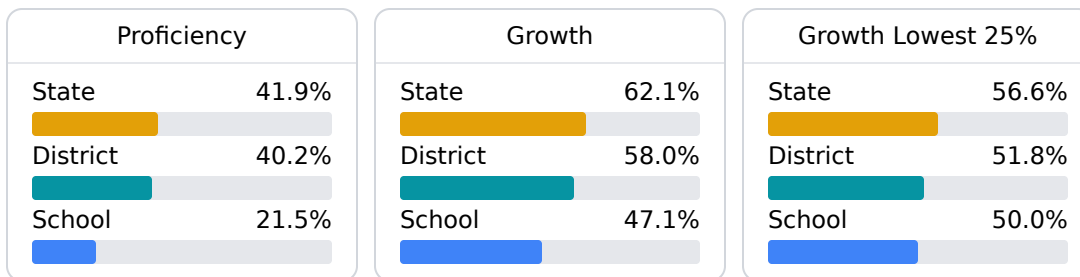 Proficiency
State 41.9%
District 40.2%
School 21.5%
Growth
State 62.1%
District 58.0%
School 47.1%
Growth Lowest 25%
State 56.6%
District 51.8%
School 50.0%